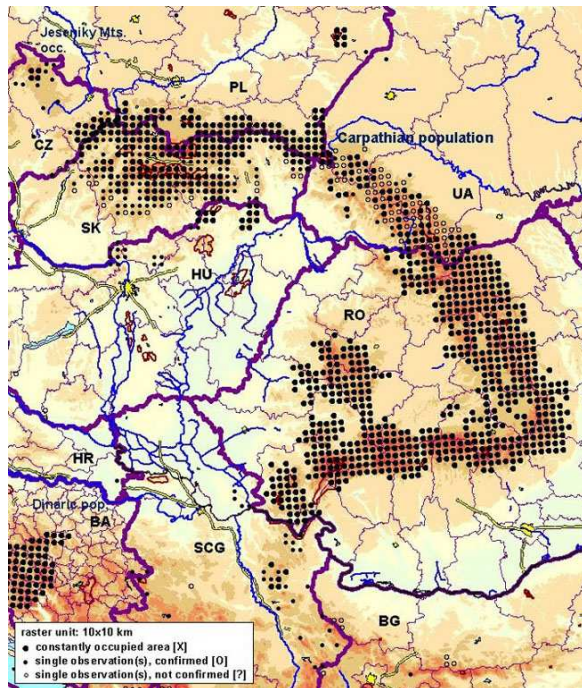 Jeseniky Mts.
occ.
PL
CZ
Carpathian population
UA
SK
HU
RO
HR
Dinaric pop.
BA
SCG
BG
raster unit: 10x10 km
constantly occupied area [X]
single observation(s), confirmed [O]
single observation(s), not confirmed [?]